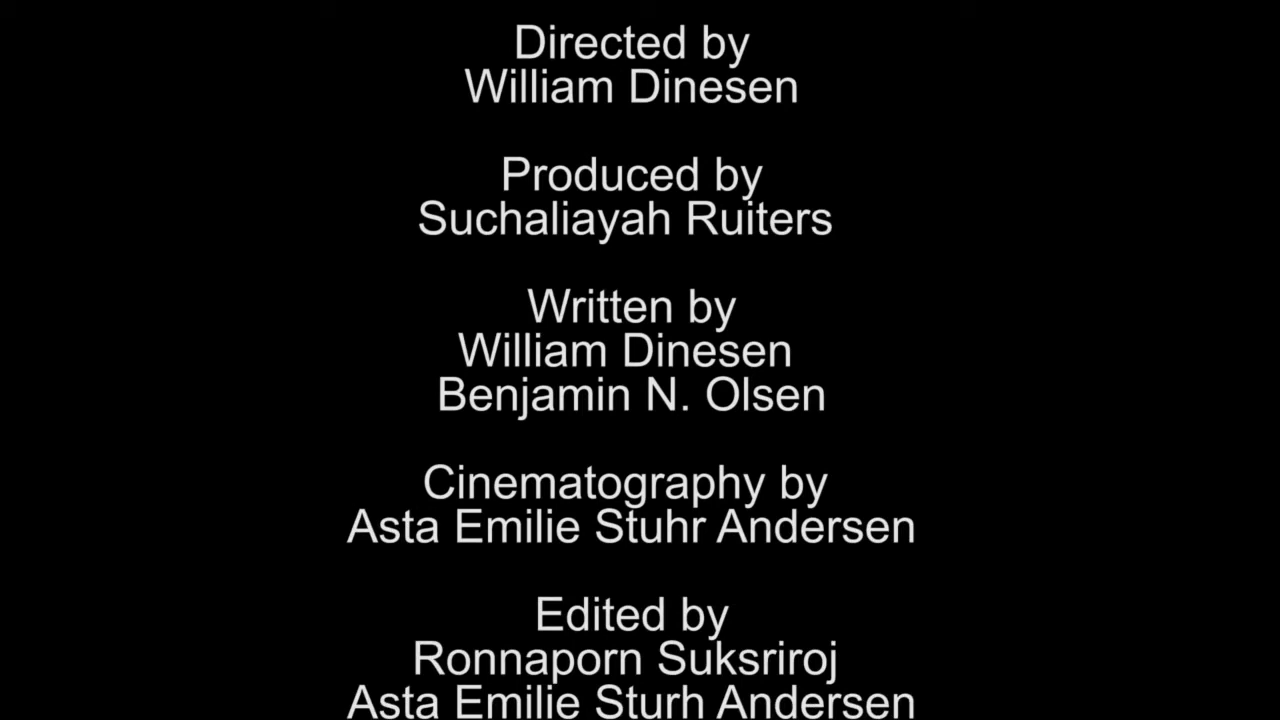 Directed by
William Dinesen
Produced by
Suchaliayah Ruiters
Written by
William Dinesen
Benjamin N. Olsen
Cinematography by
Asta Emilie Stuhr Andersen
Edited by
Ronnaporn Suksriroj
Asta Emilie Sturh Andersen